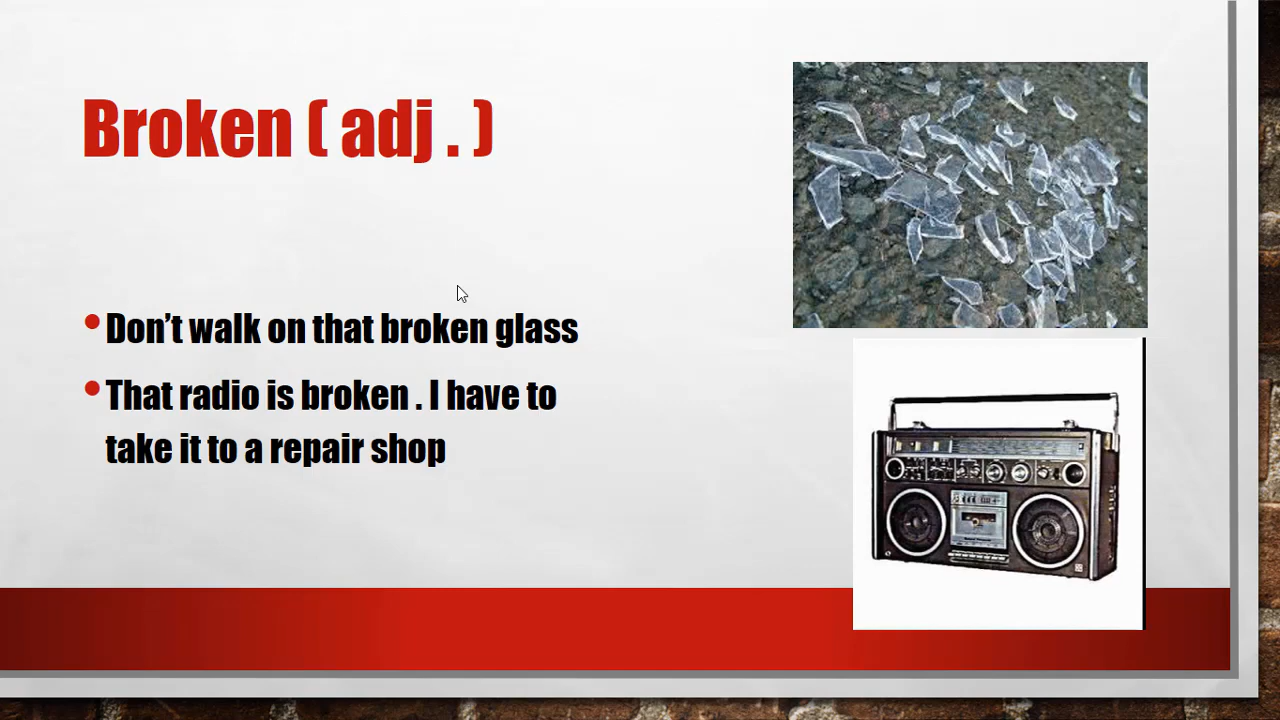 Broken ( adj . )
Don’t walk on that broken glass
That radio is broken . I have to
take it to a repair shop